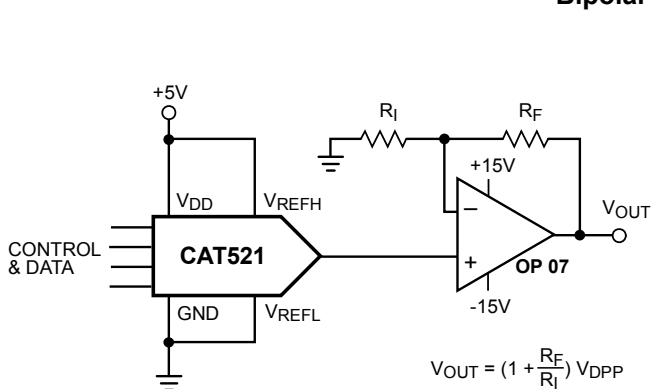 Bipolar
+5V
RI
RF
+15V
VDD
VREFH
VOUT
–
CONTROL
& DATA
CAT521
+
OP 07
GND
VREFL
-15V
VOUT = (1 + RF/RI) VDPP